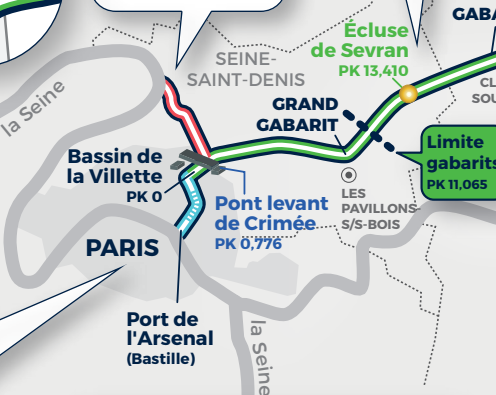 GABA
Écluse
de Sevran
PK 13,410
SEINE-
SAINT-DENIS
la Seine
CL
SOU
GRAND
GABARIT
Limite
gabarits
PK 11,065
Bassin de
la Villette
PK 0
LES
PAVILLONS-
S/S-BOIS
Pont levant
de Crimée
PK 0,776
PARIS
Port de
l'Arsenal
(Bastille)
la Seine